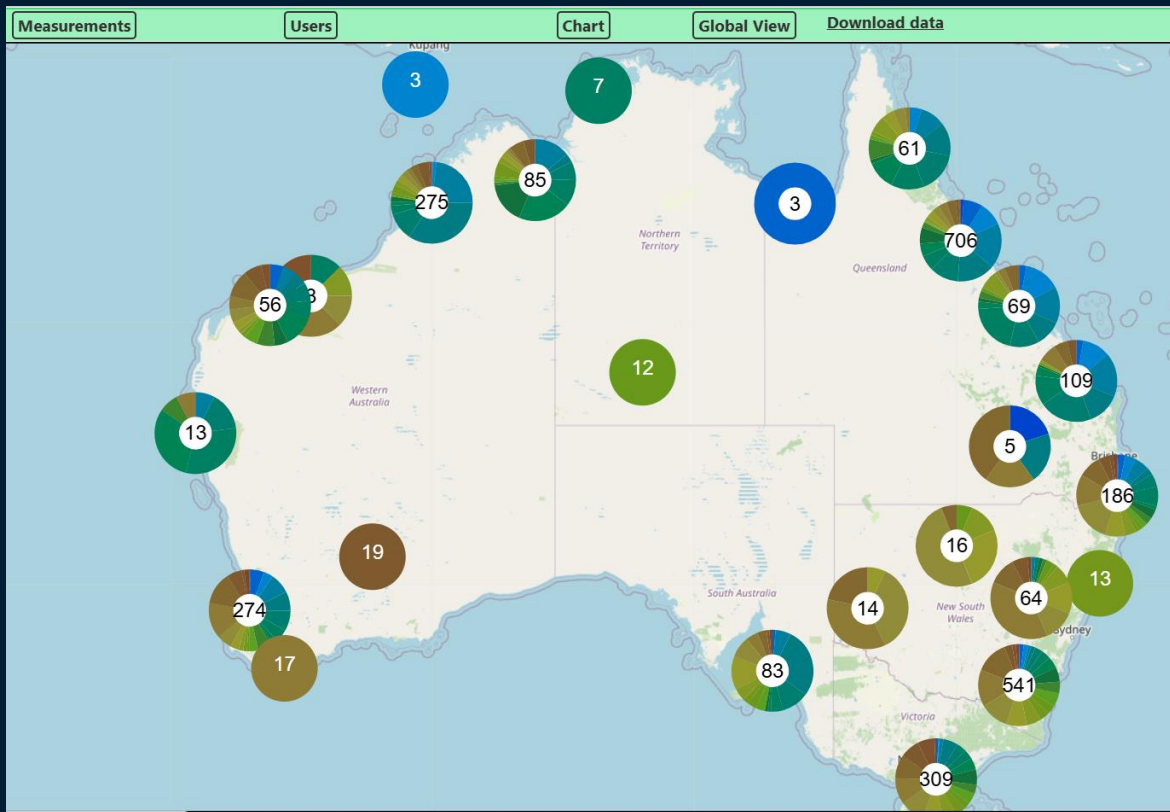 Measurements
Users
Chart
Global View
Download data
Kupang
3
7
61
85
275
3
706
Northern
Territory
Queensland
56
69
12
109
Western
Australia
13
5
186
16
19
13
64
274
South Australia
14
New South
Wales
Sydney
17
83
541
Victoria
309